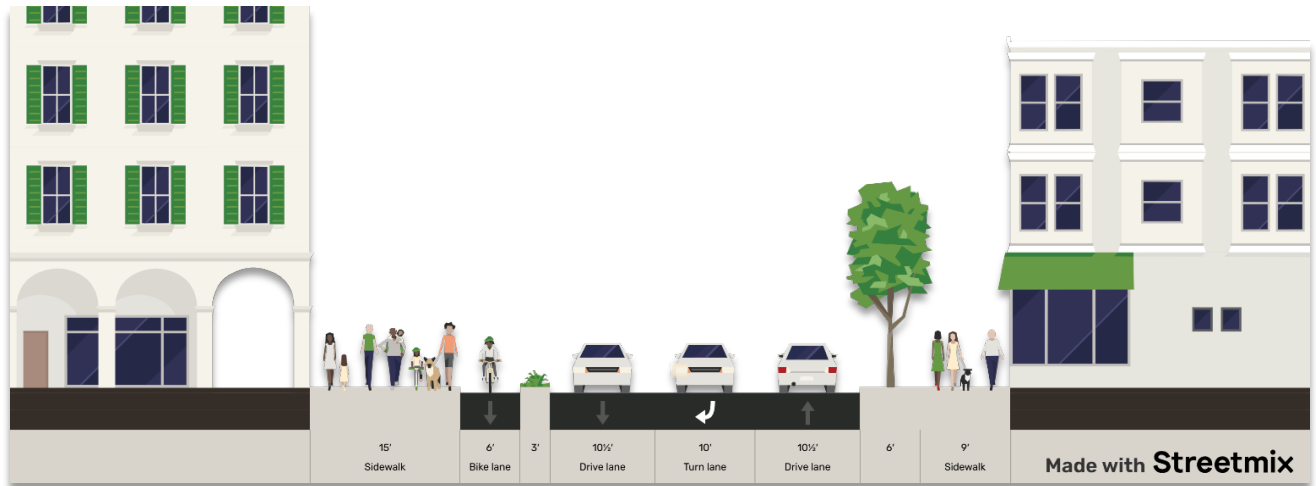 15′
Sidewalk
6′
Bike lane
3′
10½′
Drive lane
10′
Turn lane
10½′
Drive lane
6′
9′
Sidewalk
Made with Streetmix